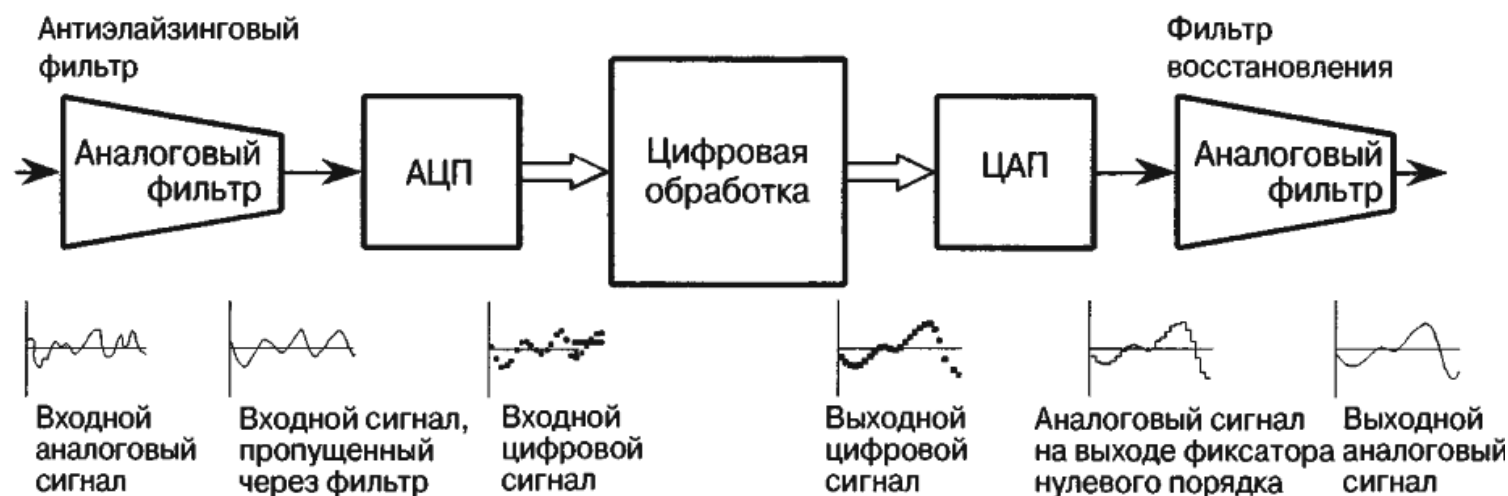 Антиэлайзинговый
фильтр
Фильтр
восстановления
Аналоговый
фильтр
АЦП
Цифровая
обработка
ЦАП
Аналоговый
фильтр
Входной
аналоговый
сигнал
Входной сигнал,
пропущенный
через фильтр
Входной
цифровой
сигнал
Выходной
цифровой
сигнал
Аналоговый сигнал
на выходе фиксатора
нулевого порядка
Выходной
аналоговый
сигнал